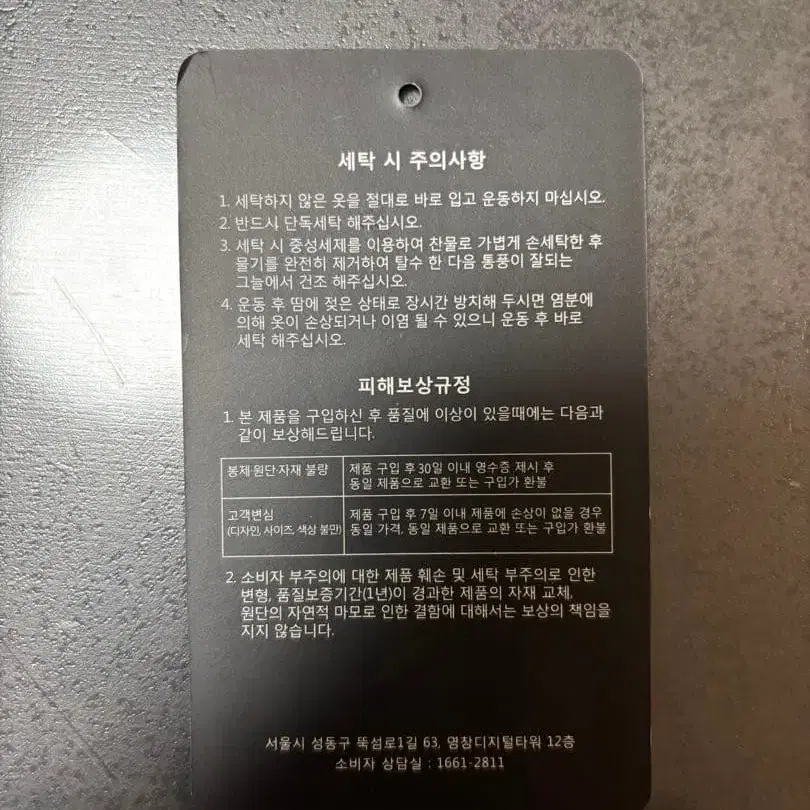 세탁 시 주의사항
1. 세탁하지 않은 옷을 절대로 바로 입고 운동하지 마십시오.
2. 반드시 단독세탁 해주십시오.
3. 세탁 시 중성세제를 이용하여 찬물로 가볍게 손세탁한 후
물기를 완전히 제거하여 탈수 한 다음 통풍이 잘되는
그늘에서 건조 해주십시오.
4. 운동 후 땀에 젖은 상태로 장시간 방치해 두시면 염분에
의해 옷이 손상되거나 이염 될 수 있으니 운동 후 바로
세탁 해주십시오.
피해보상규정
1. 본 제품을 구입하신 후 품질에 이상이 있을때에는 다음과
같이 보상해드립니다.
봉제·원단·자재 불량
제품 구입 후 30일 이내 영수증 제시 후
동일 제품으로 교환 또는 구입가 환불
고객변심
(디자인, 사이즈, 색상 불만)
제품 구입 후 7일 이내 제품에 손상이 없을 경우
동일 가격, 동일 제품으로 교환 또는 구입가 환불
2. 소비자 부주의에 대한 제품 훼손 및 세탁 부주의로 인한
변형, 품질보증기간(1년)이 경과한 제품의 자재 교체,
원단의 자연적 마모로 인한 결함에 대해서는 보상의 책임을
지지 않습니다.
서울시 성동구 뚝섬로1길 63, 영창디지털타워 12층
소비자 상담실 : 1661-2811